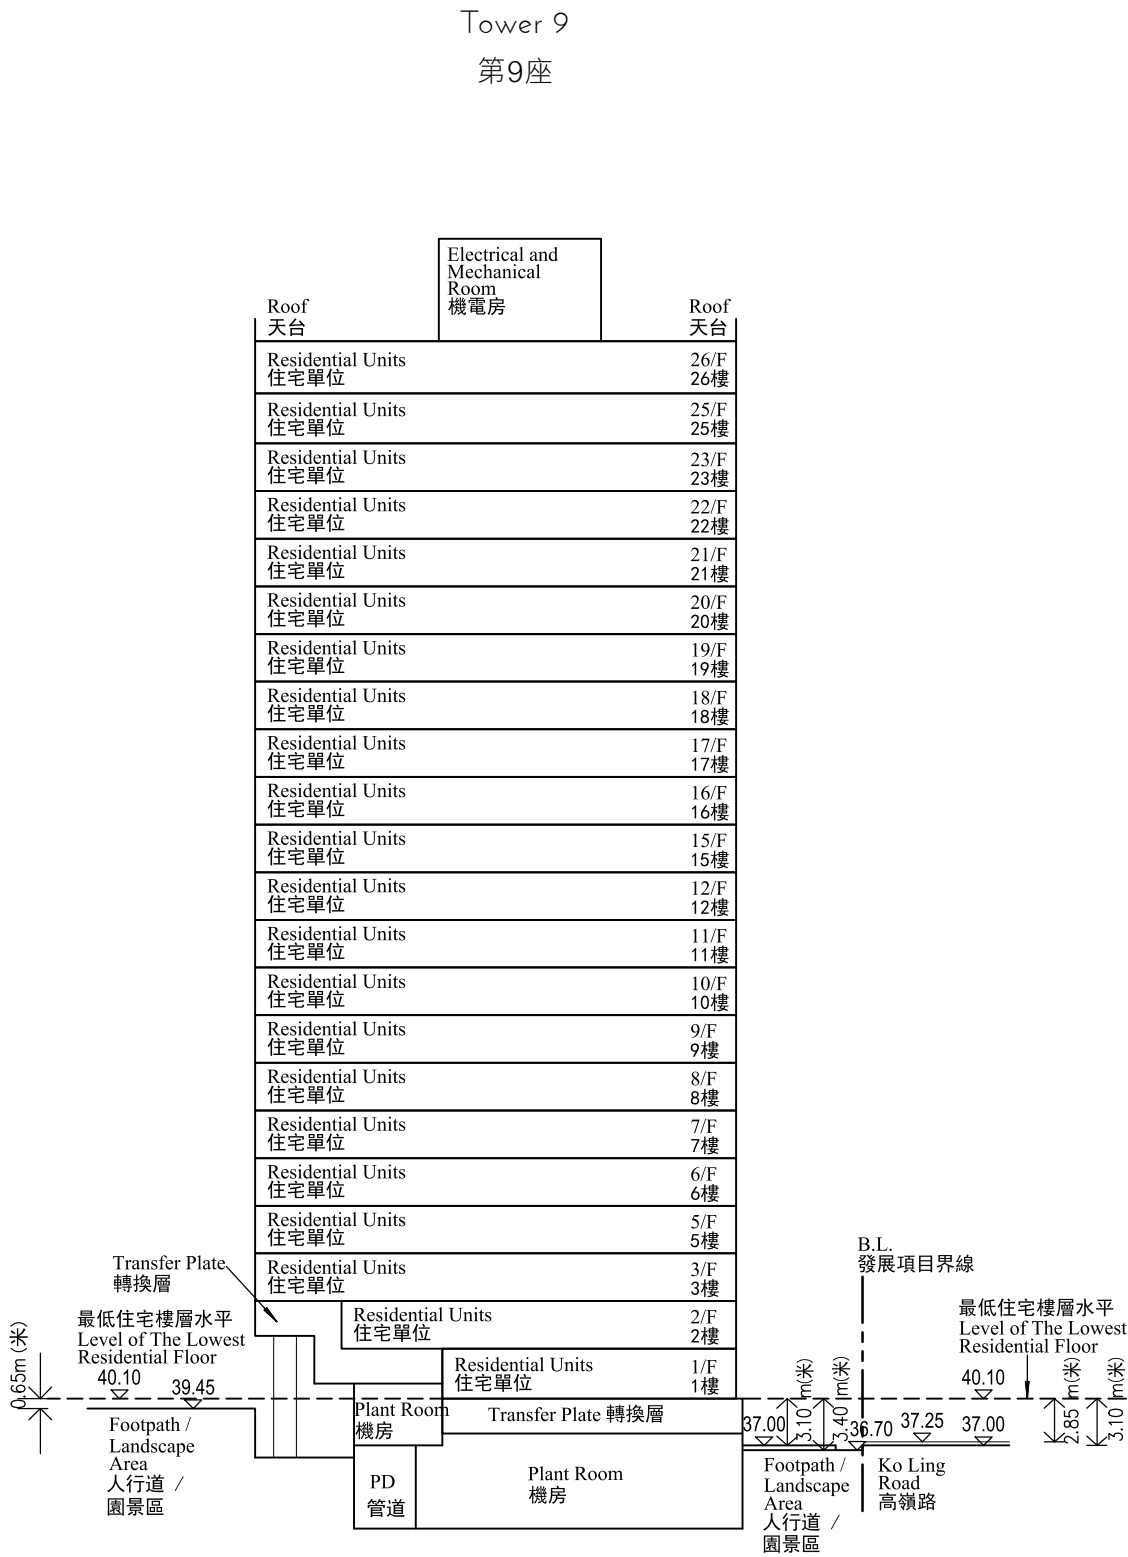 Tower 9
第9座
Electrical and
Mechanical
Room
機電房
Roof
天台
Roof
天台
Residential Units
住宅單位
26/F
26樓
Residential Units
住宅單位
25/F
25樓
Residential Units
住宅單位
23/F
23樓
Residential Units
住宅單位
22/F
22樓
Residential Units
住宅單位
21/F
21樓
Residential Units
住宅單位
20/F
20樓
Residential Units
住宅單位
19/F
19樓
Residential Units
住宅單位
18/F
18樓
Residential Units
住宅單位
17/F
17樓
Residential Units
住宅單位
16/F
16樓
Residential Units
住宅單位
15/F
15樓
Residential Units
住宅單位
12/F
12樓
Residential Units
住宅單位
11/F
11樓
Residential Units
住宅單位
10/F
10樓
Residential Units
住宅單位
9/F
9樓
Residential Units
住宅單位
8/F
8樓
Residential Units
住宅單位
7/F
7樓
Residential Units
住宅單位
6/F
6樓
Residential Units
住宅單位
5/F
5樓
Residential Units
住宅單位
3/F
3樓
Residential Units
住宅單位
2/F
2樓
Residential Units
住宅單位
1/F
1樓
Transfer Plate
轉換層
最低住宅樓層水平
Level of The Lowest
Residential Floor
40.10
39.45
0.65m(米)
Footpath /
Landscape
Area
人行道 /
園景區
Plant Room
機房
Transfer Plate 轉換層
PD
管道
Plant Room
機房
B.L.
發展項目界線
最低住宅樓層水平
Level of The Lowest
Residential Floor
40.10
37.00
3.10 m(米)
3.40 m(米)
36.70
37.25
37.00
2.85 m(米)
3.10 m(米)
Footpath /
Landscape
Area
人行道 /
園景區
Ko Ling
Road
高嶺路